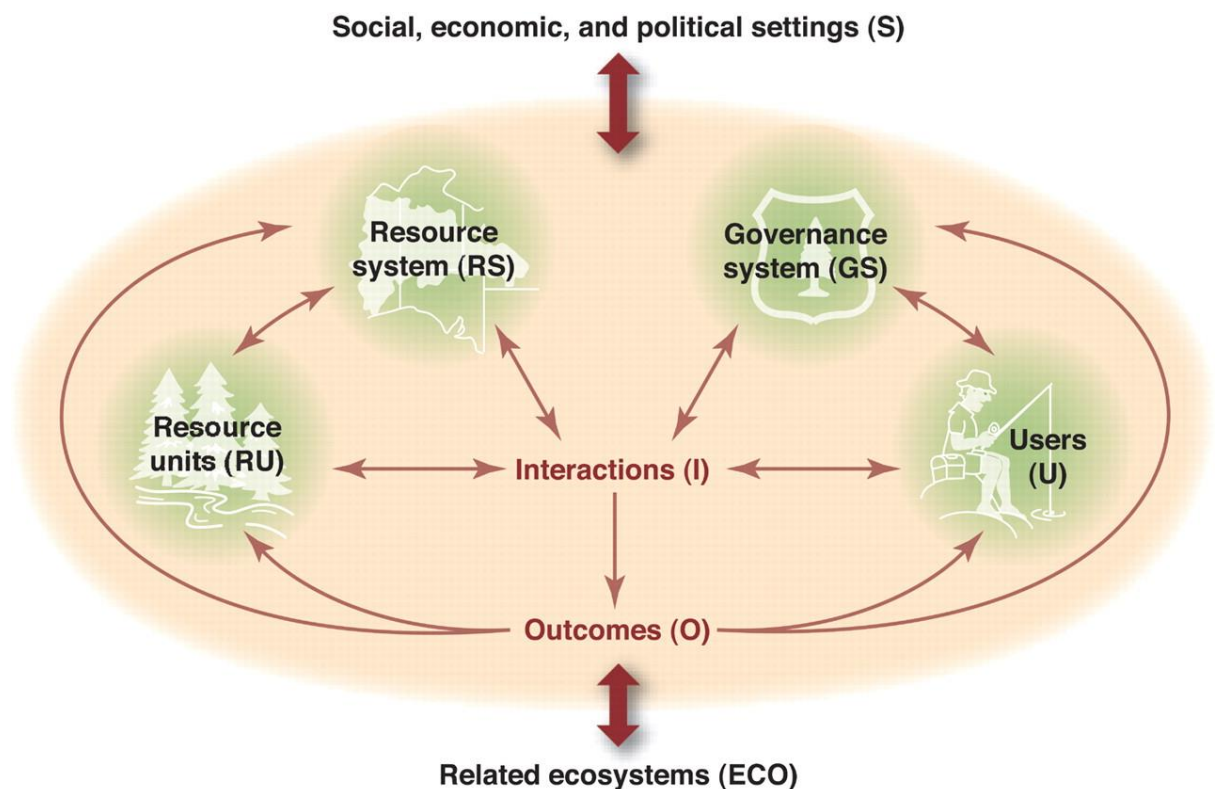 Social, economic, and political settings (S)
Resource
system (RS)
Governance
system (GS)
Resource
units (RU)
Interactions (I)
Users
(U)
Outcomes (O)
Related ecosystems (ECO)